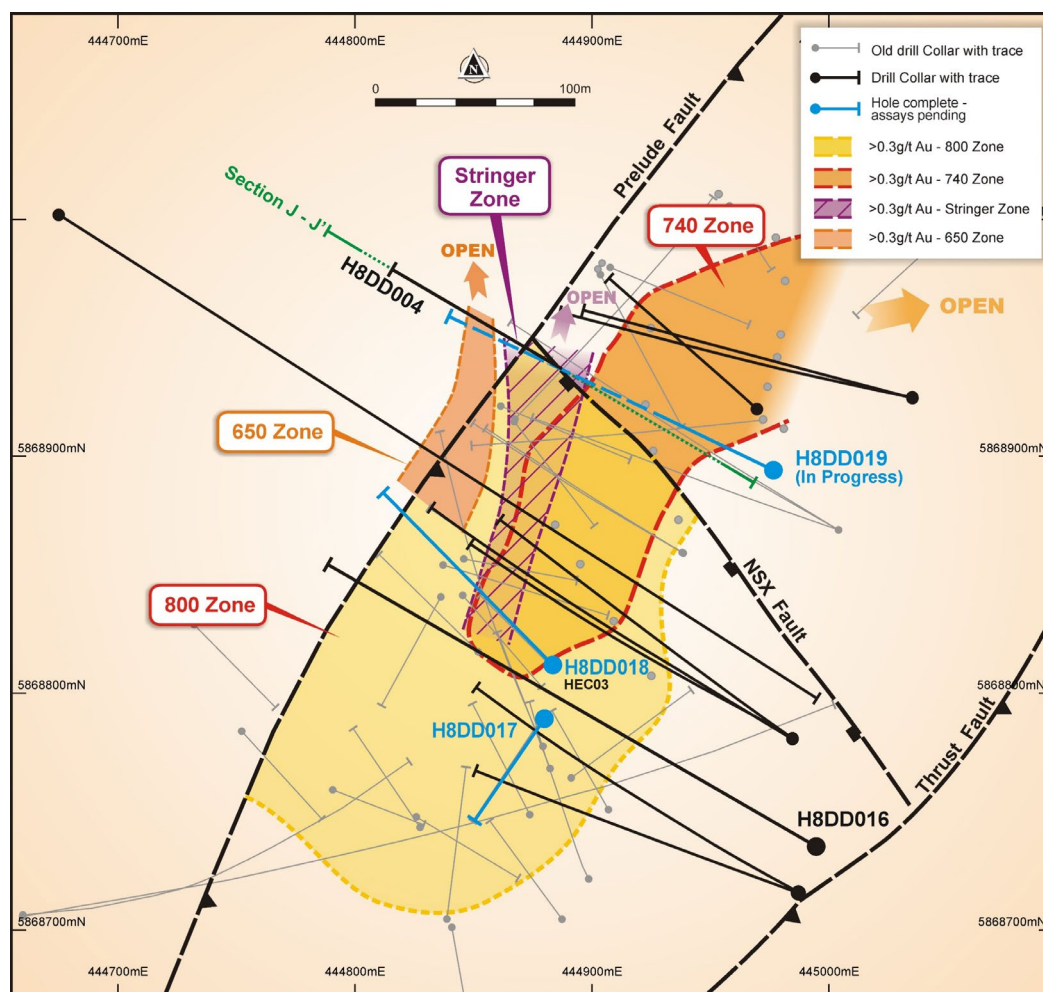 444700mE
444800mE
444900mE
445000mE
N
0
100m
Old drill Collar with trace
Drill Collar with trace
Hole complete -
assays pending
>0.3g/t Au - 800 Zone
>0.3g/t Au - 740 Zone
>0.3g/t Au - Stringer Zone
>0.3g/t Au - 650 Zone
Prelude Fault
Section J - J'
Stringer
Zone
740 Zone
OPEN
H8DD004
OPEN
OPEN
650 Zone
5868900mN
5868900mN
H8DD019
(In Progress)
NSX Fault
800 Zone
H8DD018
HEC03
5868800mN
5868800mN
H8DD017
Thrust Fault
H8DD016
5868700mN
5868700mN
444700mE
444800mE
444900mE
445000mE